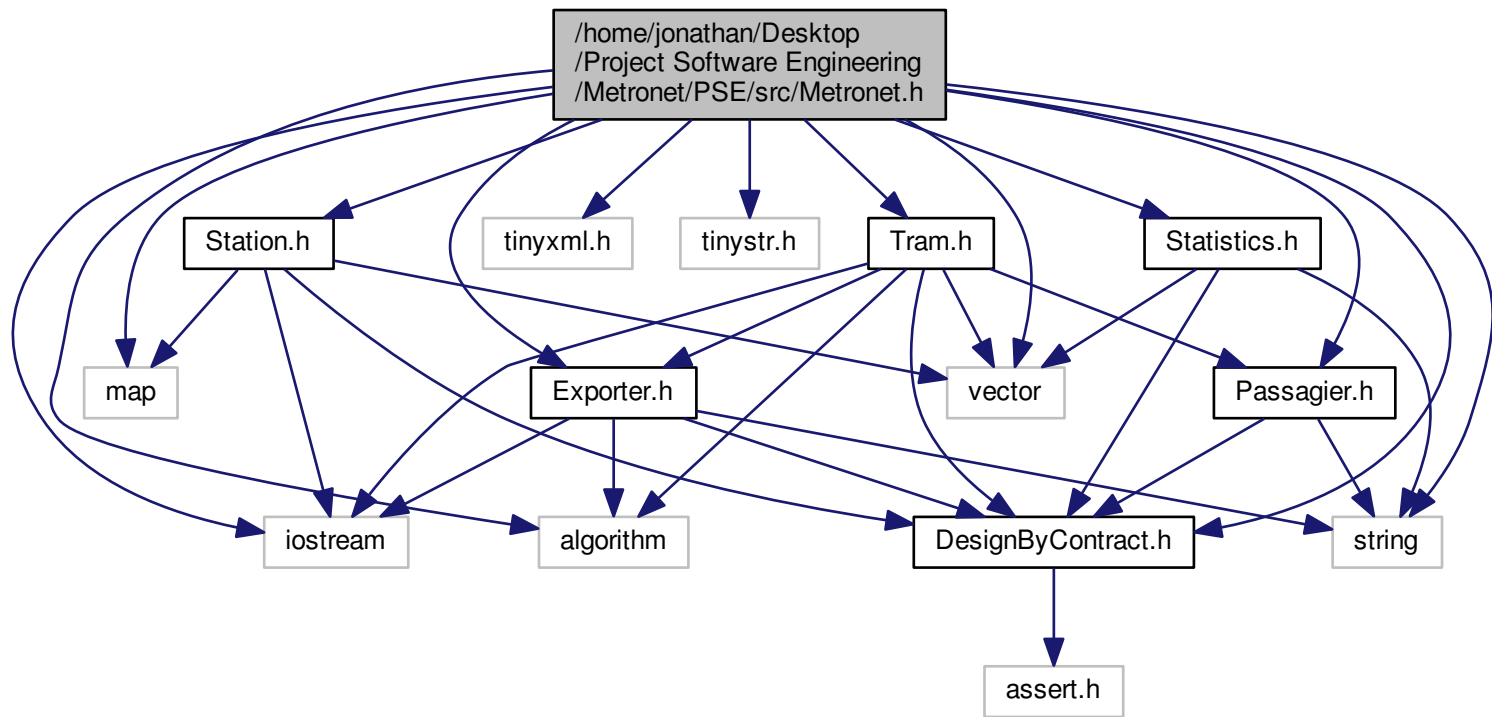 /home/jonathan/Desktop
/Project Software Engineering
/Metronet/PSE/src/Metronet.h
Station.h
tinyxml.h
tinystr.h
Tram.h
Statistics.h
map
Exporter.h
vector
Passagier.h
iostream
algorithm
DesignByContract.h
string
assert.h